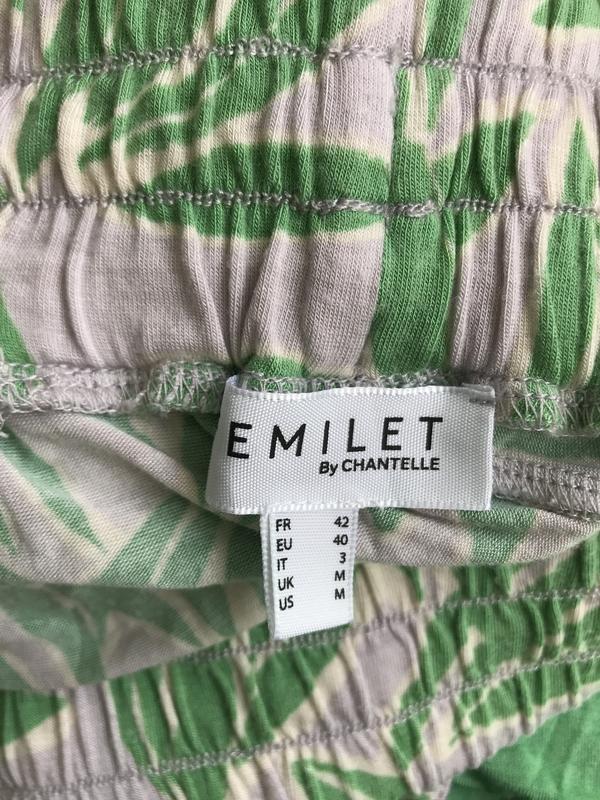 EMILET
By CHANTELLE
FR 42
EU 40
IT 3
UK M
US M